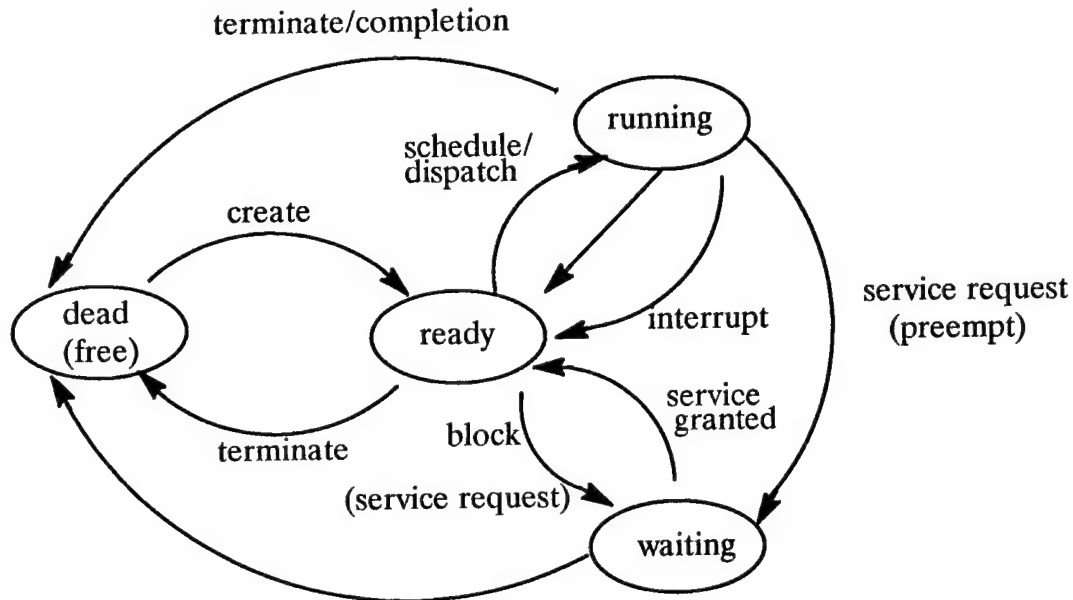 terminate/completion
running
schedule/
dispatch
create
service request
(preempt)
dead
(free)
ready
interrupt
service
granted
block
terminate
(service request)
waiting